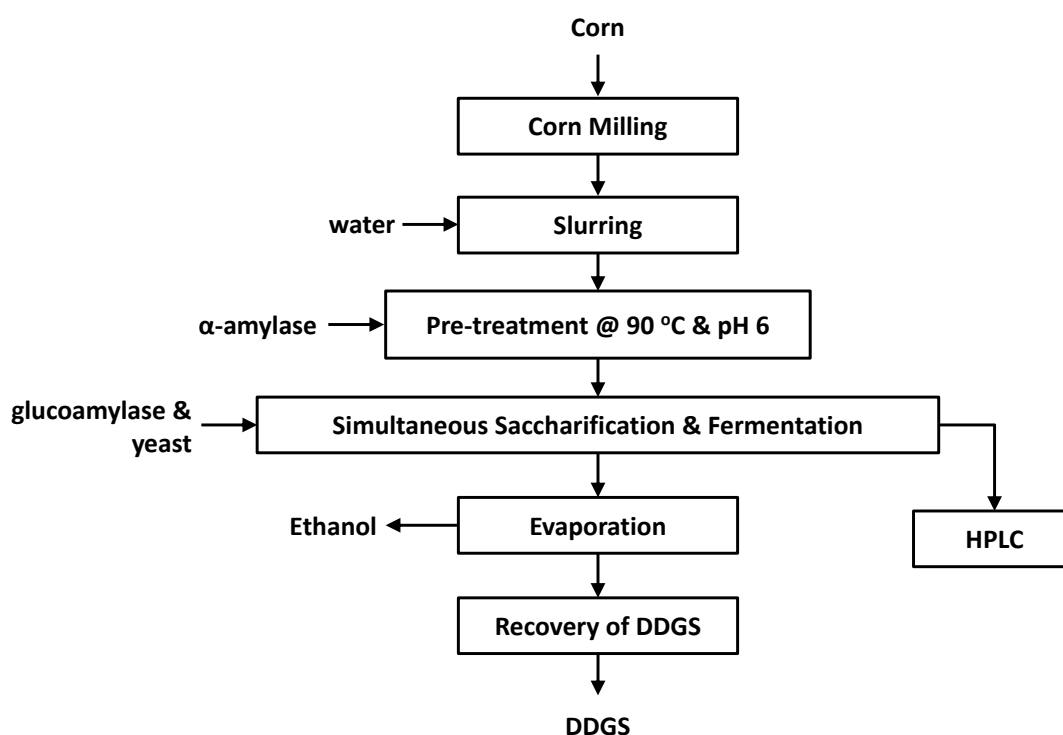 Corn
Corn Milling
water
Slurring
α-amylase
Pre-treatment @ 90 °C & pH 6
glucoamylase &
yeast
Simultaneous Saccharification & Fermentation
Ethanol
Evaporation
HPLC
Recovery of DDGS
DDGS